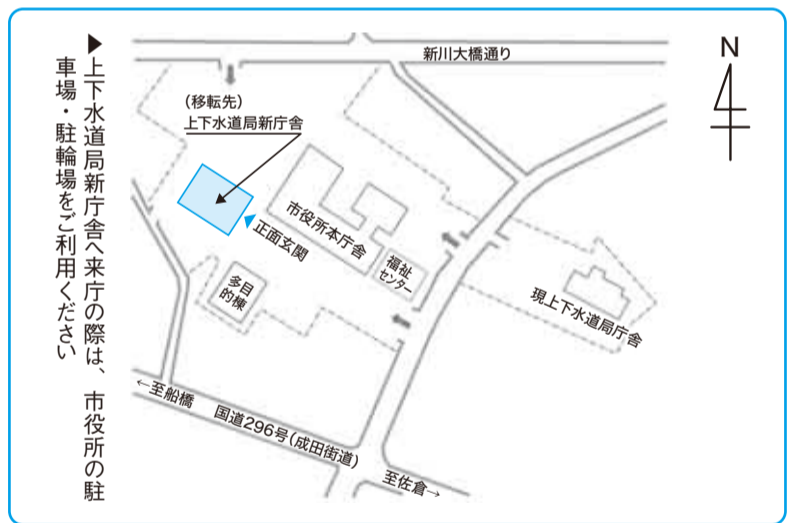 ▶上下水道局新庁舎へ来庁の際は、市役所の駐
車場・駐輪場をご利用ください
新川大橋通り
N
(移転先)
上下水道局新庁舎
市役所本庁舎
正面玄関
福祉
センター
多目
的棟
現上下水道局庁舎
←至船橋
国道296号(成田街道)
至佐倉→